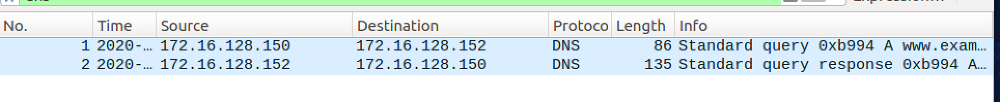 No. Time Source Destination Protoco Length Info
1 2020-… 172.16.128.150 172.16.128.152 DNS 86 Standard query 0xb994 A www.exam…
2 2020-… 172.16.128.152 172.16.128.150 DNS 135 Standard query response 0xb994 A…